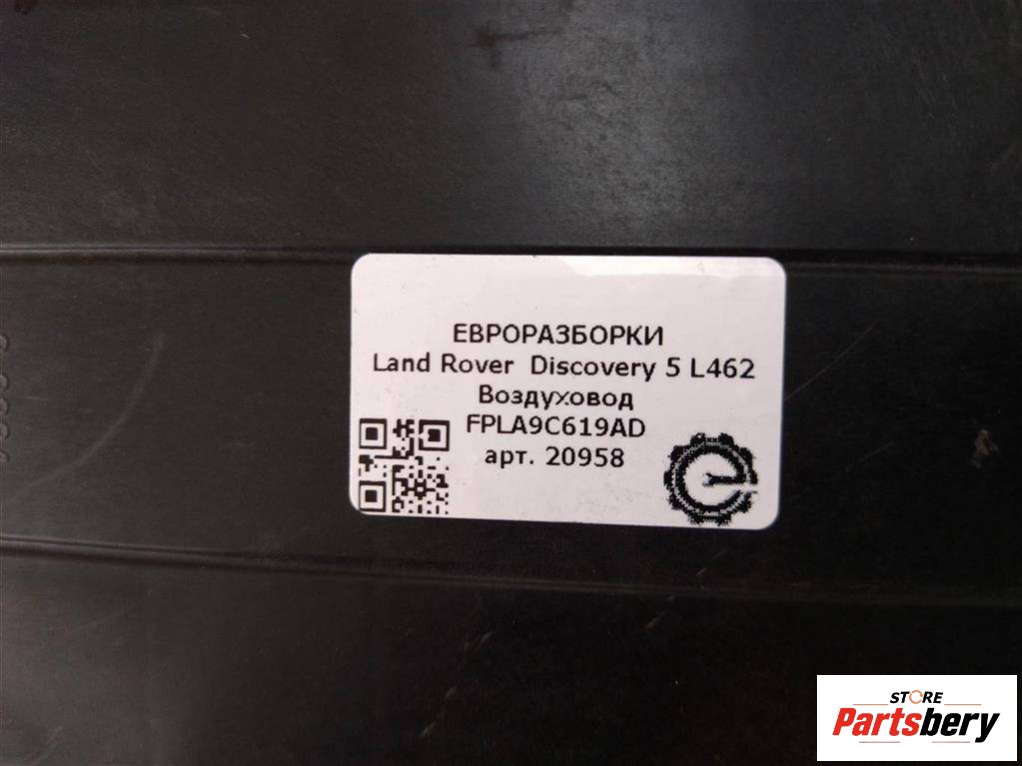 ЕВРОРАЗБОРКИ
Land Rover Discovery 5 L462
Воздуховод
FPLA9C619AD
арт. 20958
STORE
Partsbery